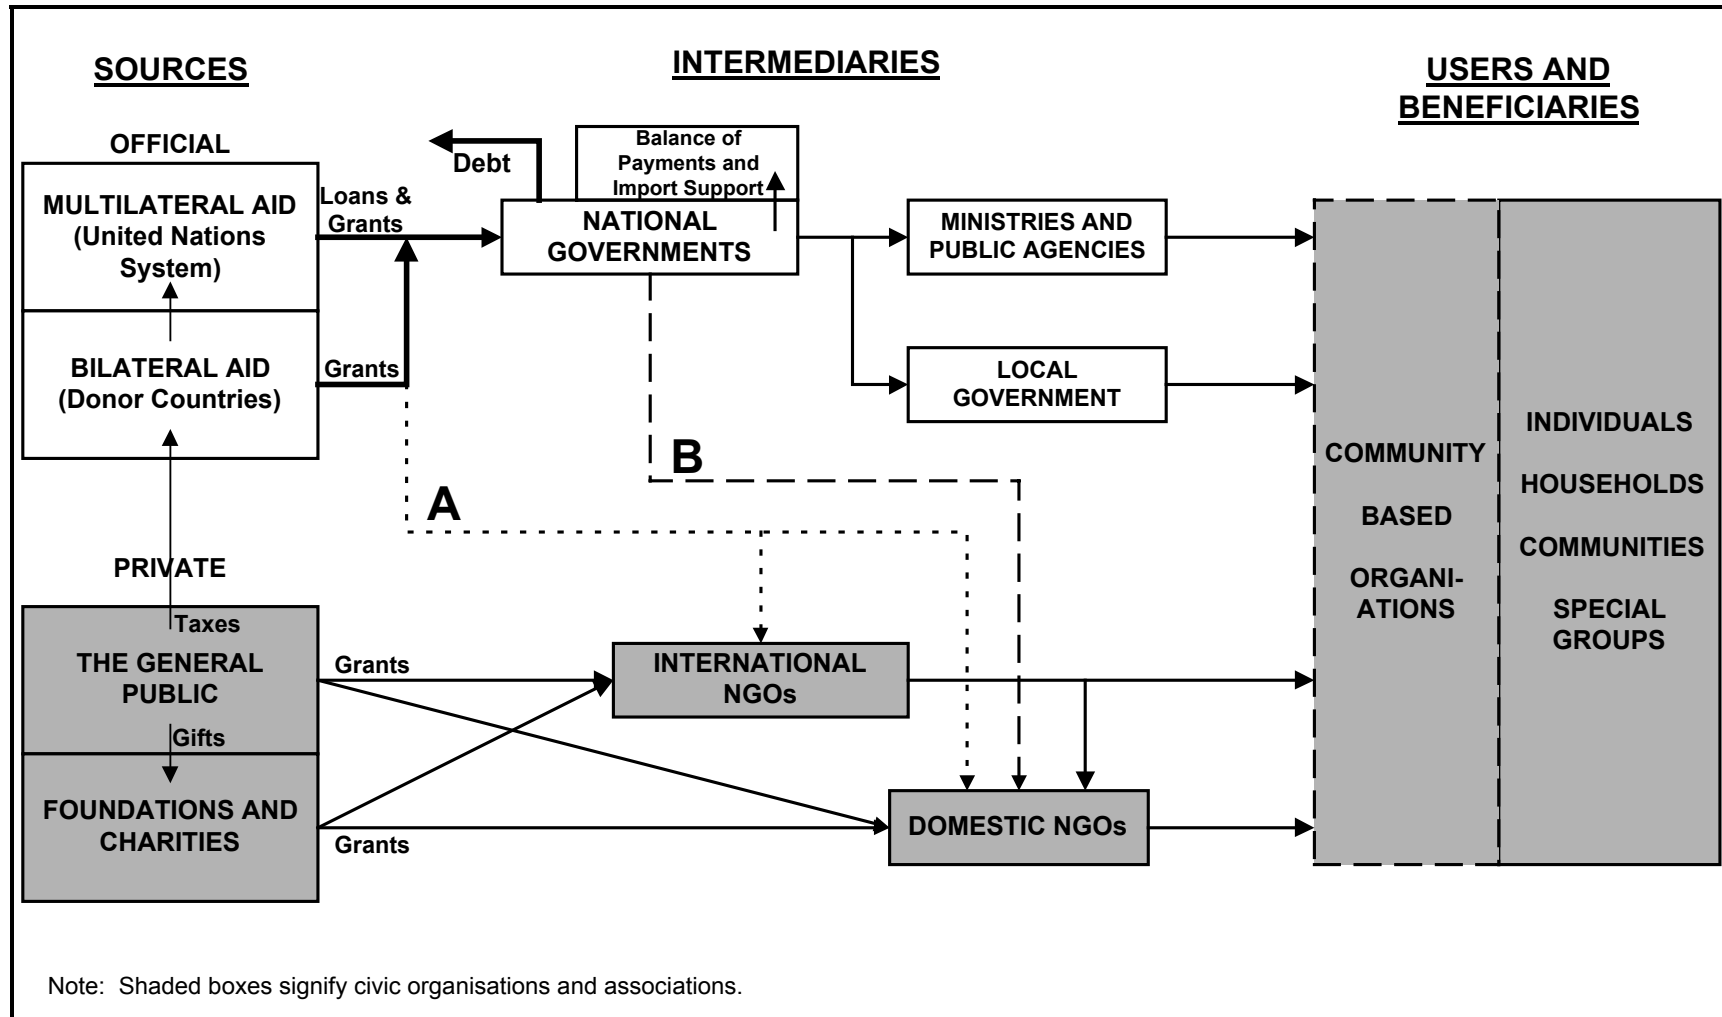 SOURCES
INTERMEDIARIES
USERS AND
BENEFICIARIES
OFFICIAL
MULTILATERAL AID
(United Nations
System)
Loans &
Grants
Debt
Balance of
Payments and
Import Support
NATIONAL
GOVERNMENTS
MINISTRIES AND
PUBLIC AGENCIES
BILATERAL AID
(Donor Countries)
Grants
LOCAL
GOVERNMENT
B
A
PRIVATE
Taxes
THE GENERAL
PUBLIC
Gifts
Grants
INTERNATIONAL
NGOs
FOUNDATIONS AND
CHARITIES
Grants
DOMESTIC NGOs
COMMUNITY
BASED
ORGANI-
ATIONS
INDIVIDUALS
HOUSEHOLDS
COMMUNITIES
SPECIAL
GROUPS
Note: Shaded boxes signify civic organisations and associations.